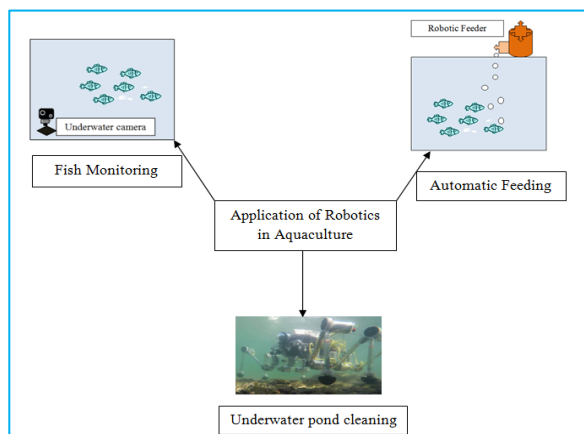 Robotic Feeder
Underwater camera
Fish Monitoring
Automatic Feeding
Application of Robotics
in Aquaculture
Underwater pond cleaning